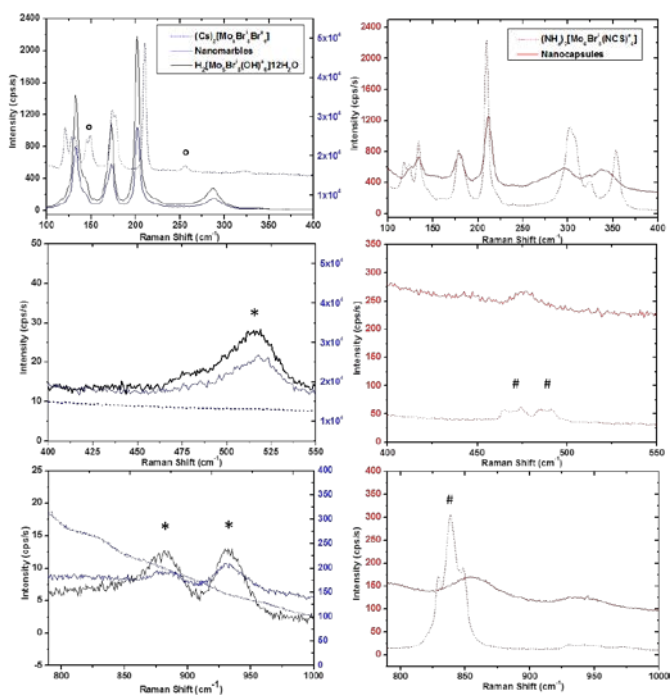 (Cs)₂[Mo₆Brⁱ₈Brᵃ₆]
Nanomarbles
H₂[Mo₆Brⁱ₈(OH)ᵃ₆]12H₂O
Intensity (cps/s)
2400
2000
1600
1200
800
400
0
5x10⁴
4x10⁴
3x10⁴
2x10⁴
1x10⁴
o
o
100 150 200 250 300 350 400
Raman Shift (cm⁻¹)
(NH₄)₂[Mo₆Brⁱ₈(NCS)ᵃ₆]
Nanocapsules
Intensity (cps/s)
2400
2000
1600
1200
800
400
0
100 150 200 250 300 350 400
Raman Shift (cm⁻¹)
Intensity (cps/s)
50
40
30
20
10
0
5x10⁴
4x10⁴
3x10⁴
2x10⁴
1x10⁴
*
400 425 450 475 500 525 550
Raman Shift (cm⁻¹)
Intensity (cps/s)
350
300
250
200
150
100
50
0
# #
400 450 500 550
Raman Shift (cm⁻¹)
Intensity (cps/s)
25
20
15
10
5
0
5
400
350
300
250
200
150
100
50
0
* *
800 850 900 950 1000
Raman Shift (cm⁻¹
Intensity (cps/s)
400
350
300
250
200
150
100
50
0
#
800 850 900 950 1000
Raman Shift (cm⁻¹)